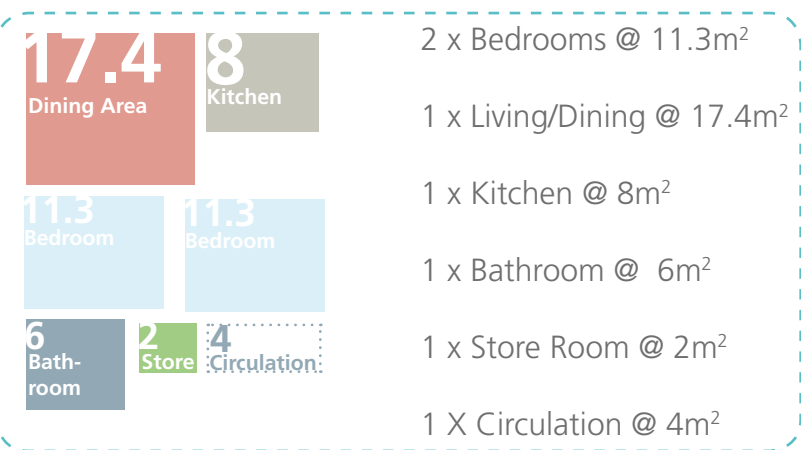 17.4
Dining Area
8
Kitchen
11.3
Bedroom
11.3
Bedroom
6
Bath-
room
2
Store
4
Circulation
2 x Bedrooms @ 11.3m²
1 x Living/Dining @ 17.4m²
1 x Kitchen @ 8m²
1 x Bathroom @  6m²
1 x Store Room @ 2m²
1 X Circulation @ 4m²